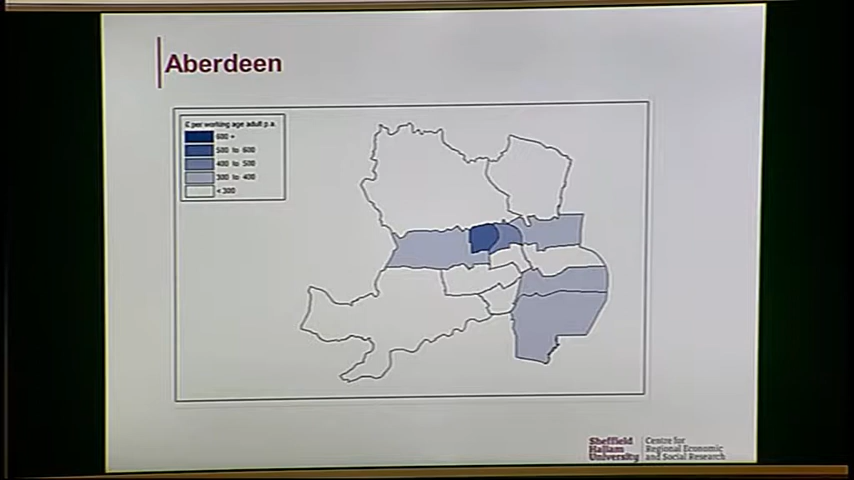 Aberdeen
£ per working age adult p.a.
600 +
500 to 600
400 to 500
300 to 400
< 300
Sheffield
Hallam
University
Centre for
Regional Economic
and Social Research